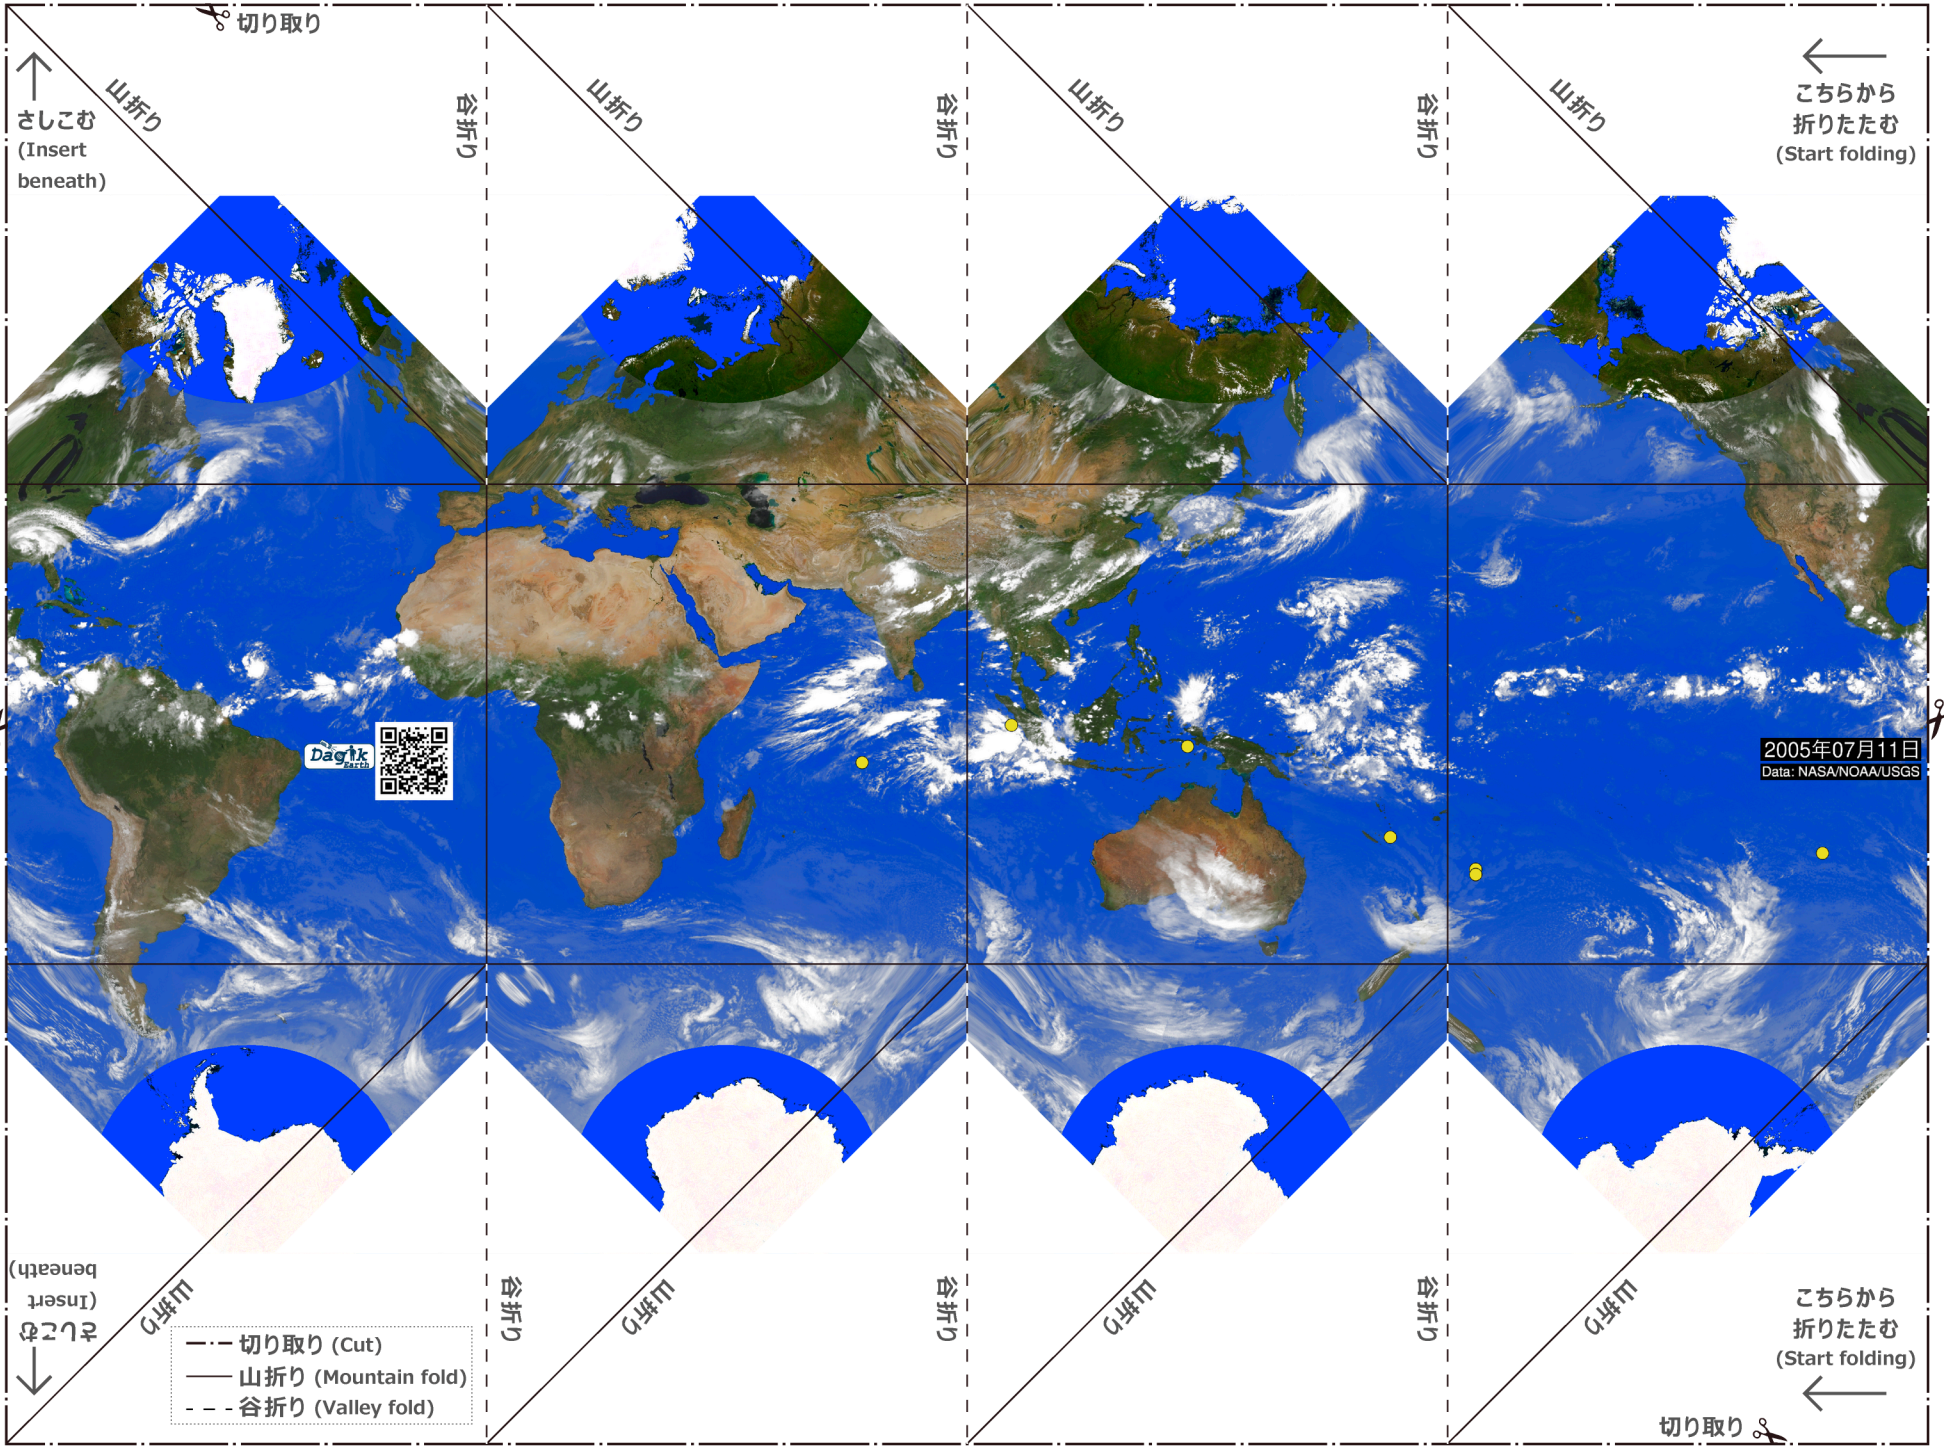 切り取り
山折り
谷折り
山折り
谷折り
山折り
谷折り
山折り
さしこむ
(Insert
beneath)
こちらから
折りたたむ
(Start folding)
Dagik
Earth
2005年07月11日
Data: NASA/NOAA/USGS
さしこむ
(Insert
beneath)
山折り
谷折り
山折り
谷折り
山折り
谷折り
山折り
こちらから
折りたたむ
(Start folding)
切り取り (Cut)
山折り (Mountain fold)
谷折り (Valley fold)
切り取り